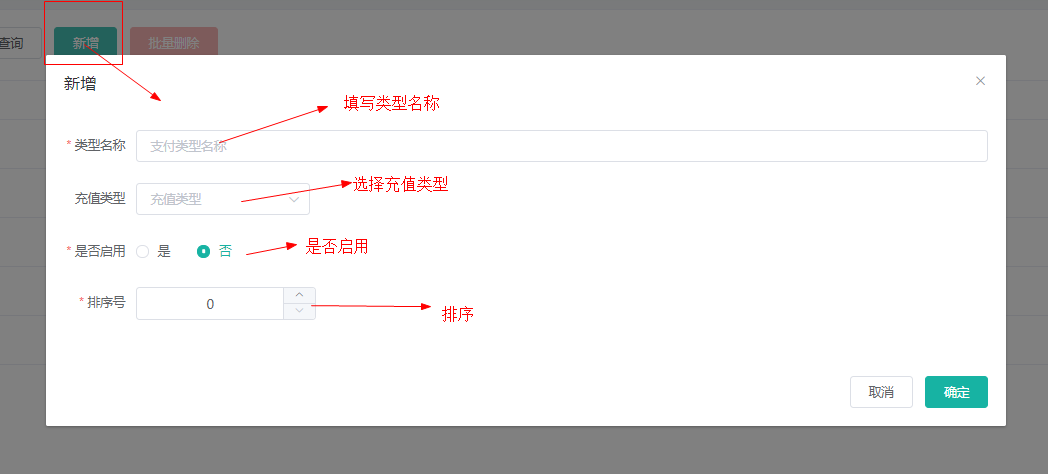 查询 新增 批量删除
新增
填写类型名称
* 类型名称 支付类型名称
选择充值类型
充值类型 充值类型
* 是否启用 是 否
是否启用
* 排序号 0
排序
取消 确定